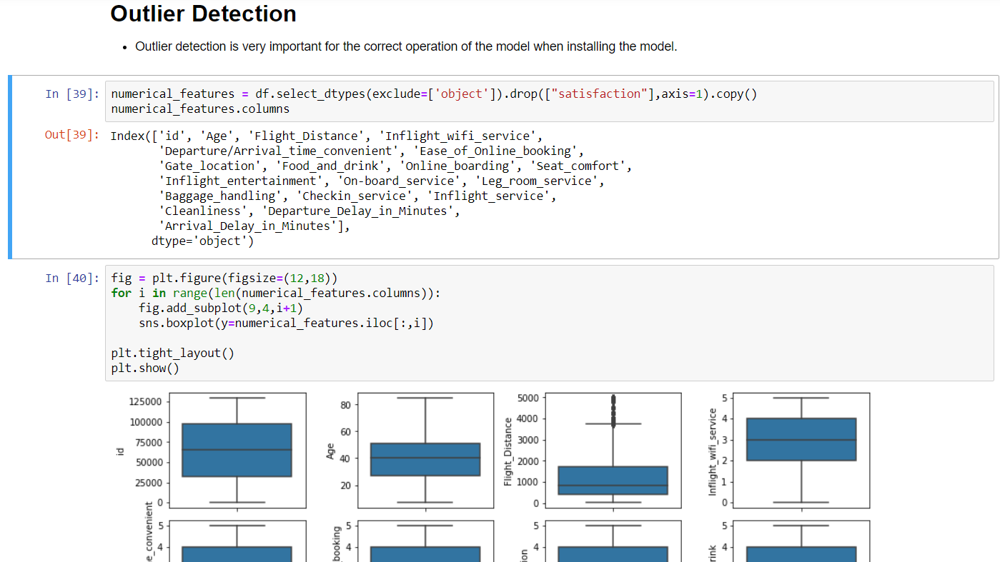 Outlier Detection
• Outlier detection is very important for the correct operation of the model when installing the model.
In [39]: numerical_features = df.select_dtypes(exclude=['object']).drop(["satisfaction"],axis=1).copy()
numerical_features.columns
Out[39]: Index(['id', 'Age', 'Flight_Distance', 'Inflight_wifi_service',
'Departure/Arrival_time_convenient', 'Ease_of_Online_booking',
'Gate_location', 'Food_and_drink', 'Online_boarding', 'Seat_comfort',
'Inflight_entertainment', 'On-board_service', 'Leg_room_service',
'Baggage_handling', 'Checkin_service', 'Inflight_service',
'Cleanliness', 'Departure_Delay_in_Minutes',
'Arrival_Delay_in_Minutes'],
dtype='object')
In [40]: fig = plt.figure(figsize=(12,18))
for i in range(len(numerical_features.columns)):
fig.add_subplot(9,4,i+1)
sns.boxplot(y=numerical_features.iloc[:,i])
plt.tight_layout()
plt.show()
id
125000
100000
75000
50000
25000
0
Age
80
60
40
20
Flight_Distance
5000
4000
3000
2000
1000
0
Inflight_wifi_service
5
4
3
2
1
0
e_convenient
5
4
booking
5
4
ion
5
4
rink
5
4